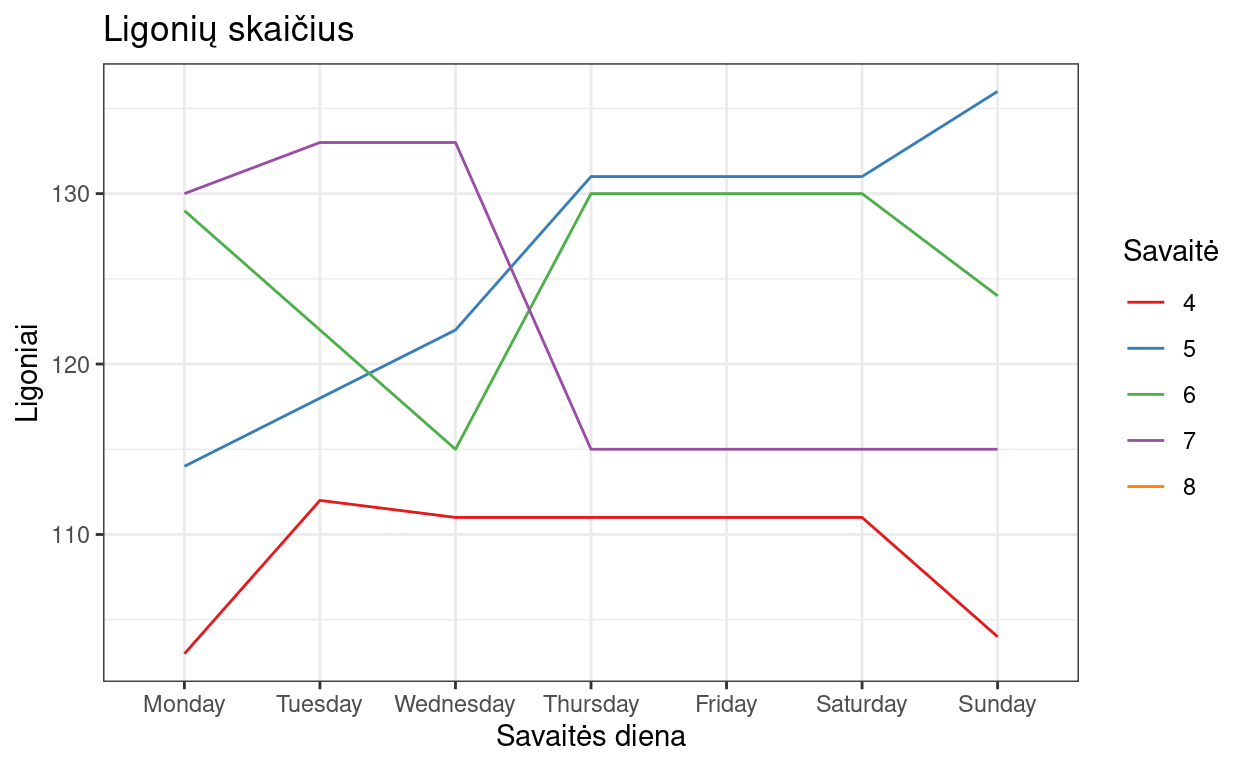 Ligonių skaičius
Ligoniai
130
120
110
Monday Tuesday Wednesday Thursday Friday Saturday Sunday
Savaitės diena
Savaitė
4
5
6
7
8